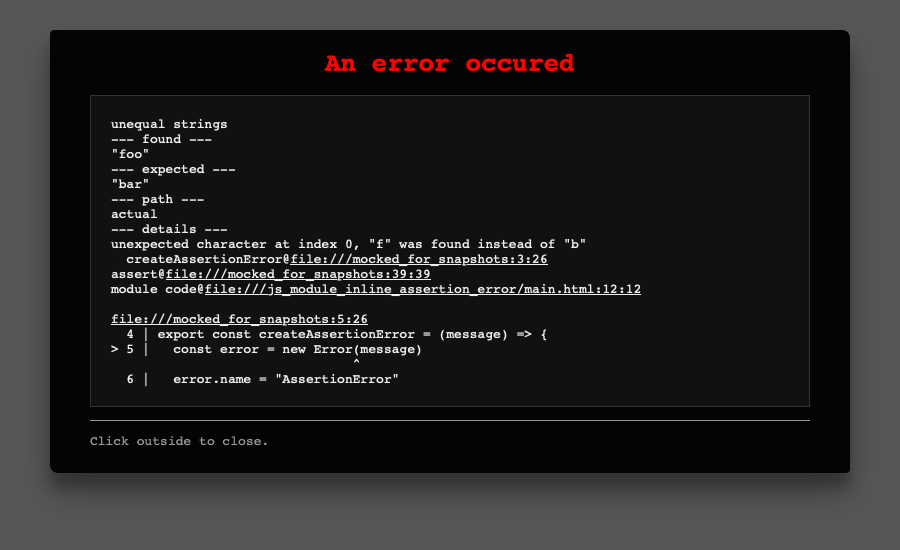 An error occured
unequal strings
--- found ---
"foo"
--- expected ---
"bar"
--- path ---
actual
--- details ---
unexpected character at index 0, "f" was found instead of "b"
  createAssertionError@file:///mocked_for_snapshots:3:26
assert@file:///mocked_for_snapshots:39:39
module code@file:///js_module_inline_assertion_error/main.html:12:12

file:///mocked_for_snapshots:5:26
  4 | export const createAssertionError = (message) => {
> 5 |   const error = new Error(message)
                               ^
  6 |   error.name = "AssertionError"
Click outside to close.